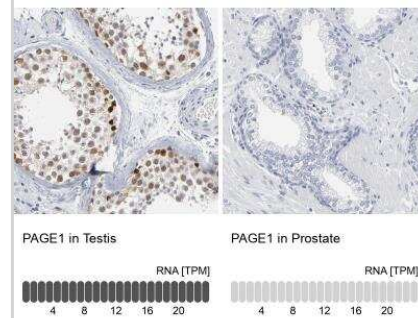 PAGE1 in Testis
RNA [TPM]
4 8 12 16 20
PAGE1 in Prostate
RNA [TPM]
4 8 12 16 20